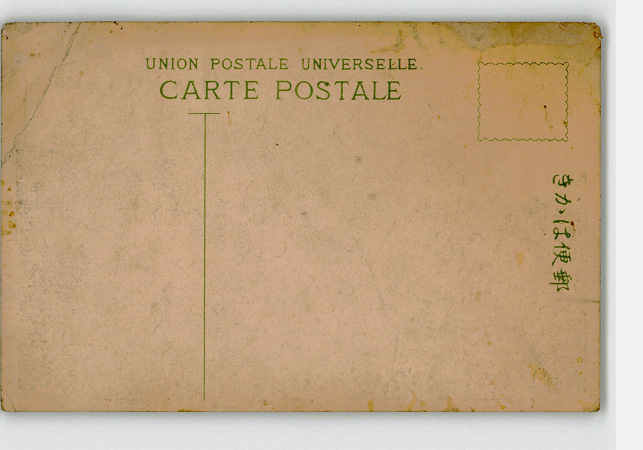 UNION POSTALE UNIVERSELLE.
CARTE POSTALE
郵便はかき